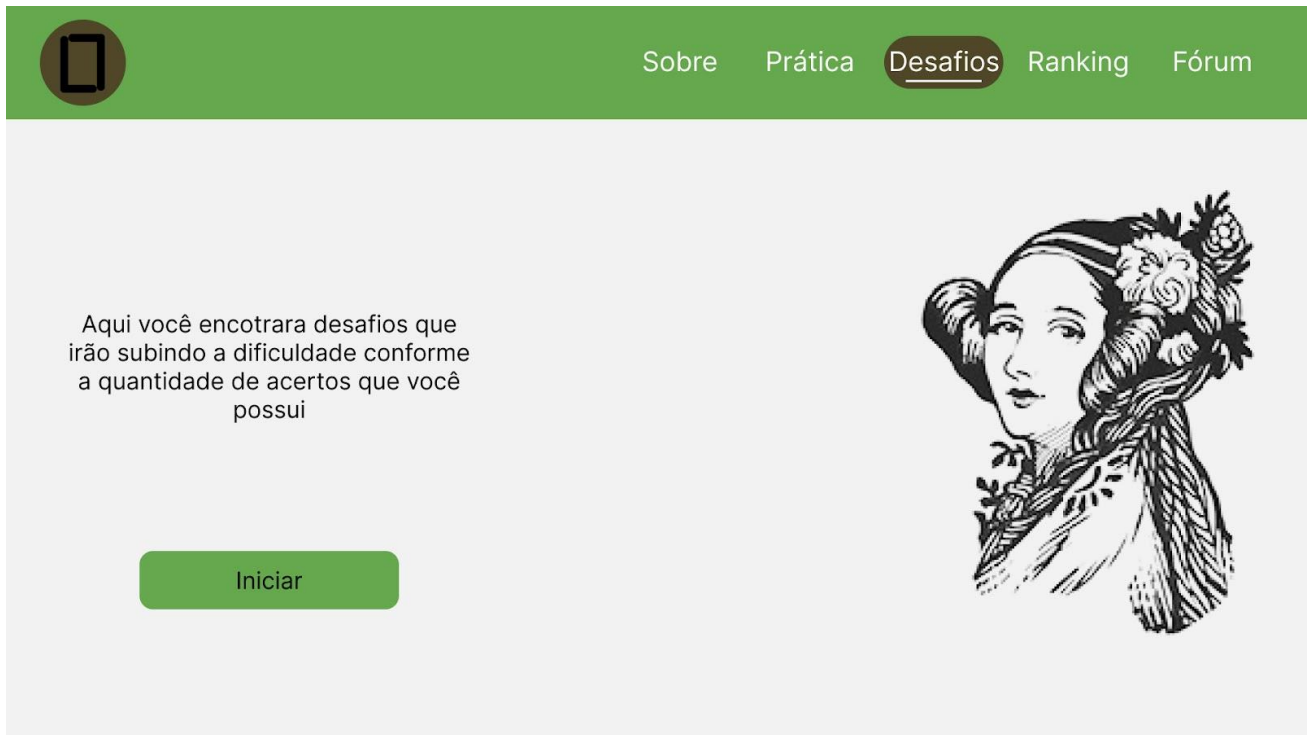 Sobre Prática Desafios Ranking Fórum
Aqui você encotrara desafios que
irão subindo a dificuldade conforme
a quantidade de acertos que você
possui
Iniciar